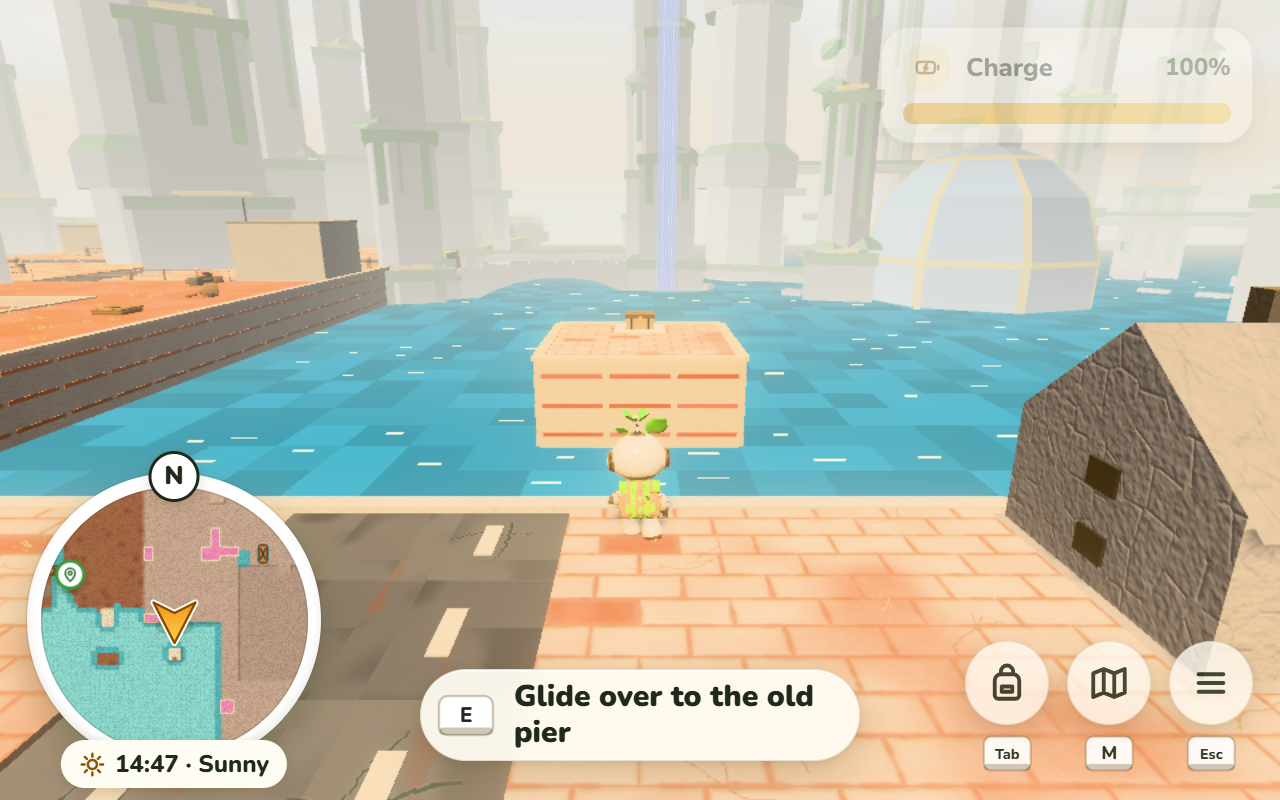 Charge 100%
N
14:47 · Sunny
E
Glide over to the old
pier
Tab
M
Esc